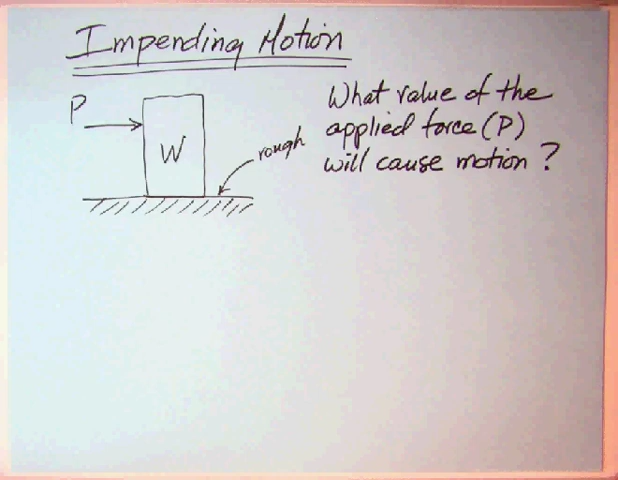 Impending Motion
P
W
rough
What value of the
applied force (P)
will cause motion ?